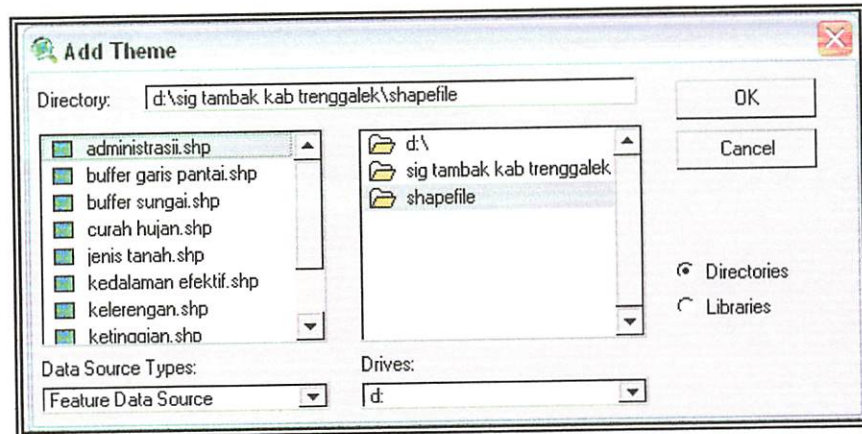 Add Theme
Directory: d:\sig tambak kab trenggalek\shapefile
OK
Cancel
administrasii.shp
buffer garis pantai.shp
buffer sungai.shp
curah hujan.shp
jenis tanah.shp
kedalaman efektif.shp
kelerengan.shp
ketinggian.shp
d:\
sig tambak kab trenggalek
shapefile
Directories
Libraries
Data Source Types:
Feature Data Source
Drives:
d: